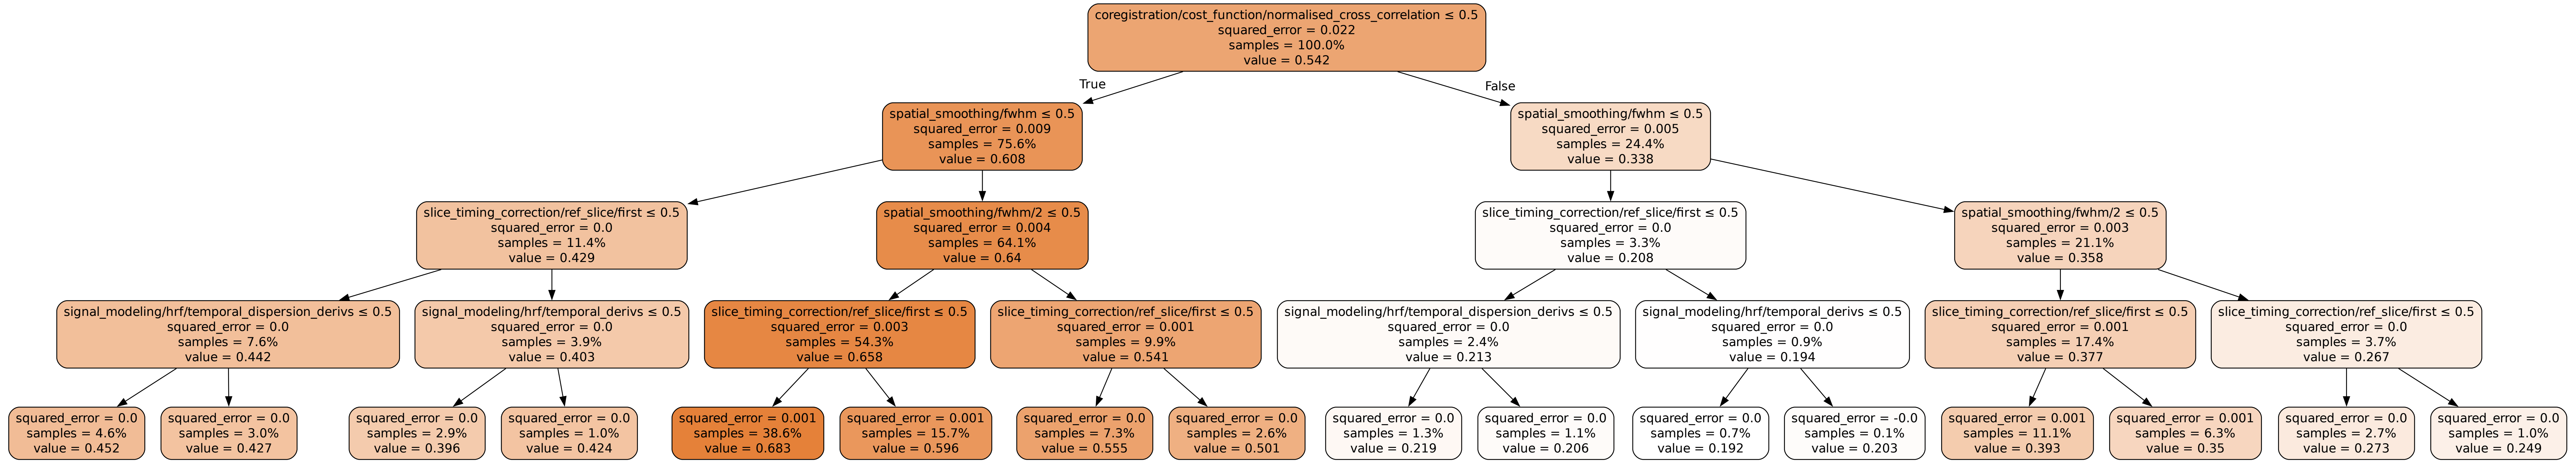 coregistration/cost_function/normalised_cross_correlation ≤ 0.5
squared_error = 0.022
samples = 100.0%
value = 0.542
True
False
spatial_smoothing/fwhm ≤ 0.5
squared_error = 0.009
samples = 75.6%
value = 0.608
spatial_smoothing/fwhm ≤ 0.5
squared_error = 0.005
samples = 24.4%
value = 0.338
slice_timing_correction/ref_slice/first ≤ 0.5
squared_error = 0.0
samples = 11.4%
value = 0.429
spatial_smoothing/fwhm/2 ≤ 0.5
squared_error = 0.004
samples = 64.1%
value = 0.64
slice_timing_correction/ref_slice/first ≤ 0.5
squared_error = 0.0
samples = 3.3%
value = 0.208
spatial_smoothing/fwhm/2 ≤ 0.5
squared_error = 0.003
samples = 21.1%
value = 0.358
signal_modeling/hrf/temporal_dispersion_derivs ≤ 0.5
squared_error = 0.0
samples = 7.6%
value = 0.442
signal_modeling/hrf/temporal_derivs ≤ 0.5
squared_error = 0.0
samples = 3.9%
value = 0.403
slice_timing_correction/ref_slice/first ≤ 0.5
squared_error = 0.003
samples = 54.3%
value = 0.658
slice_timing_correction/ref_slice/first ≤ 0.5
squared_error = 0.001
samples = 9.9%
value = 0.541
signal_modeling/hrf/temporal_dispersion_derivs ≤ 0.5
squared_error = 0.0
samples = 2.4%
value = 0.213
signal_modeling/hrf/temporal_derivs ≤ 0.5
squared_error = 0.0
samples = 0.9%
value = 0.194
slice_timing_correction/ref_slice/first ≤ 0.5
squared_error = 0.001
samples = 17.4%
value = 0.377
slice_timing_correction/ref_slice/first ≤ 0.5
squared_error = 0.0
samples = 3.7%
value = 0.267
squared_error = 0.0
samples = 4.6%
value = 0.452
squared_error = 0.0
samples = 3.0%
value = 0.427
squared_error = 0.0
samples = 2.9%
value = 0.396
squared_error = 0.0
samples = 1.0%
value = 0.424
squared_error = 0.001
samples = 38.6%
value = 0.683
squared_error = 0.001
samples = 15.7%
value = 0.596
squared_error = 0.0
samples = 7.3%
value = 0.555
squared_error = 0.0
samples = 2.6%
value = 0.501
squared_error = 0.0
samples = 1.3%
value = 0.219
squared_error = 0.0
samples = 1.1%
value = 0.206
squared_error = 0.0
samples = 0.7%
value = 0.192
squared_error = -0.0
samples = 0.1%
value = 0.203
squared_error = 0.001
samples = 11.1%
value = 0.393
squared_error = 0.001
samples = 6.3%
value = 0.35
squared_error = 0.0
samples = 2.7%
value = 0.273
squared_error = 0.0
samples = 1.0%
value = 0.249